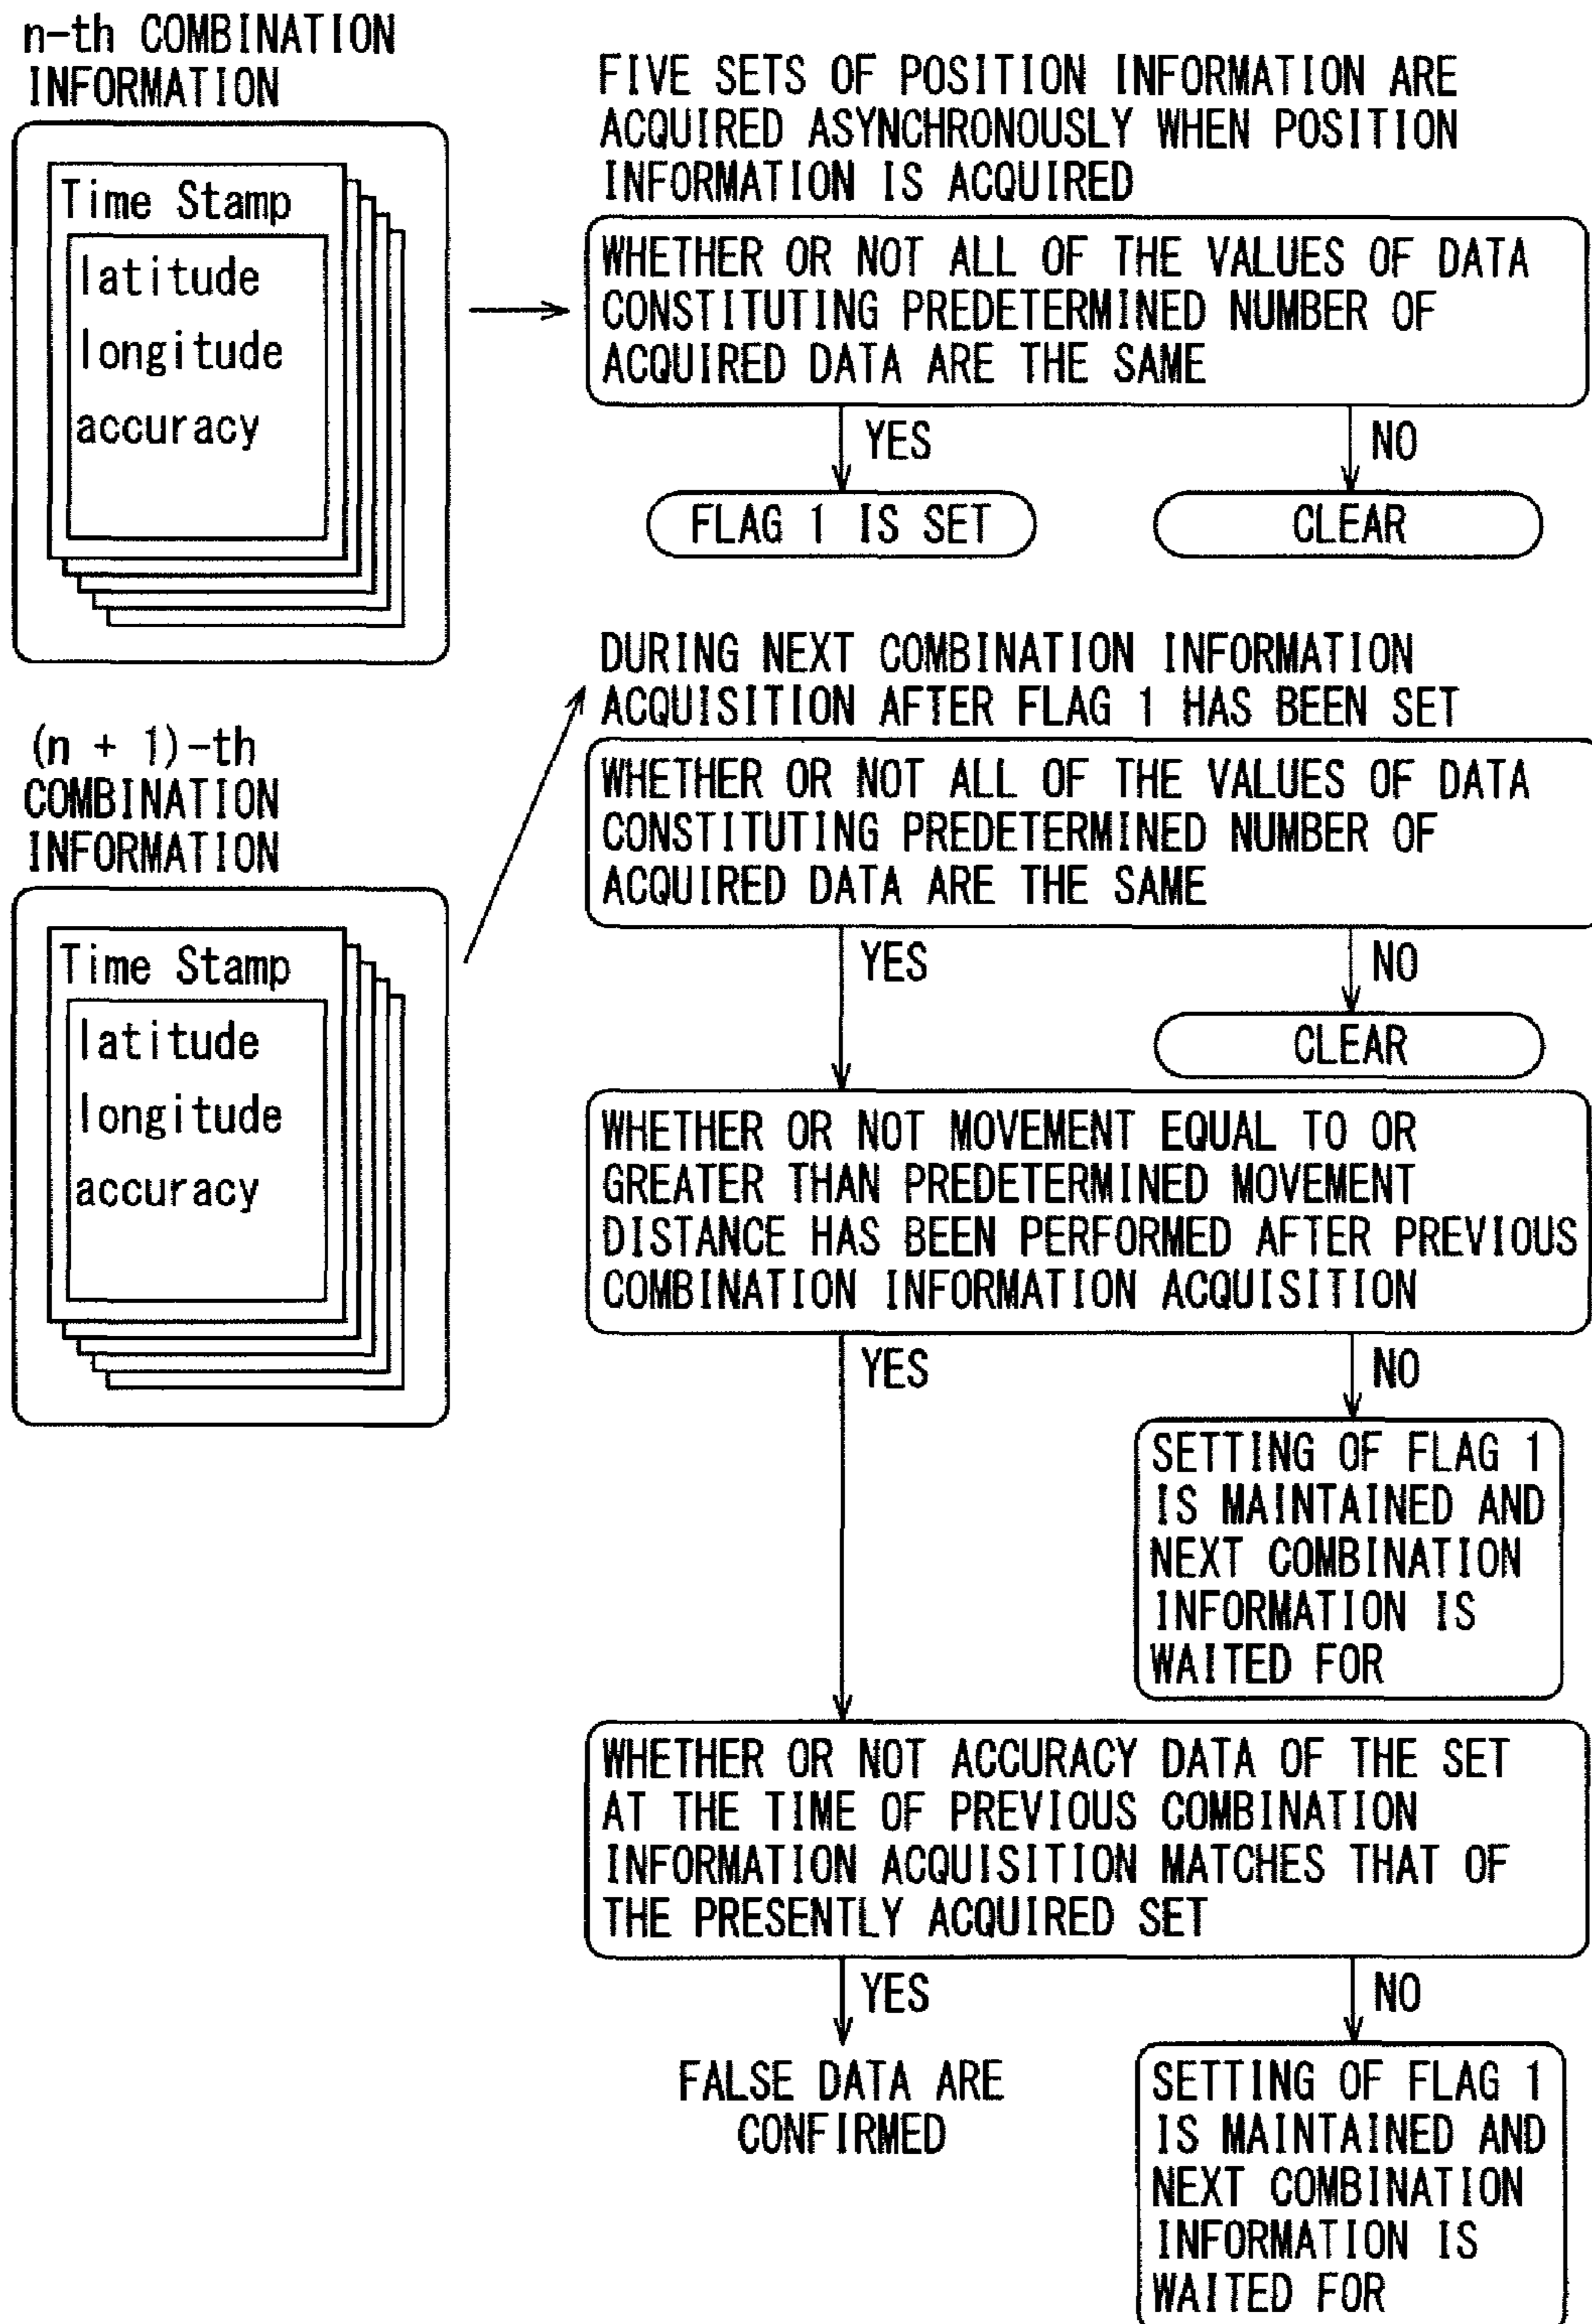 n-th COMBINATION
INFORMATION
Time Stamp
latitude
longitude
accuracy
FIVE SETS OF POSITION INFORMATION ARE
ACQUIRED ASYNCHRONOUSLY WHEN POSITION
INFORMATION IS ACQUIRED
WHETHER OR NOT ALL OF THE VALUES OF DATA
CONSTITUTING PREDETERMINED NUMBER OF
ACQUIRED DATA ARE THE SAME
YES
NO
FLAG 1 IS SET
CLEAR
(n + 1)-th
COMBINATION
INFORMATION
Time Stamp
latitude
longitude
accuracy
DURING NEXT COMBINATION INFORMATION
ACQUISITION AFTER FLAG 1 HAS BEEN SET
WHETHER OR NOT ALL OF THE VALUES OF DATA
CONSTITUTING PREDETERMINED NUMBER OF
ACQUIRED DATA ARE THE SAME
YES
NO
CLEAR
WHETHER OR NOT MOVEMENT EQUAL TO OR
GREATER THAN PREDETERMINED MOVEMENT
DISTANCE HAS BEEN PERFORMED AFTER PREVIOUS
COMBINATION INFORMATION ACQUISITION
YES
NO
SETTING OF FLAG 1
IS MAINTAINED AND
NEXT COMBINATION
INFORMATION IS
WAITED FOR
WHETHER OR NOT ACCURACY DATA OF THE SET
AT THE TIME OF PREVIOUS COMBINATION
INFORMATION ACQUISITION MATCHES THAT OF
THE PRESENTLY ACQUIRED SET
YES
NO
FALSE DATA ARE
CONFIRMED
SETTING OF FLAG 1
IS MAINTAINED AND
NEXT COMBINATION
INFORMATION IS
WAITED FOR